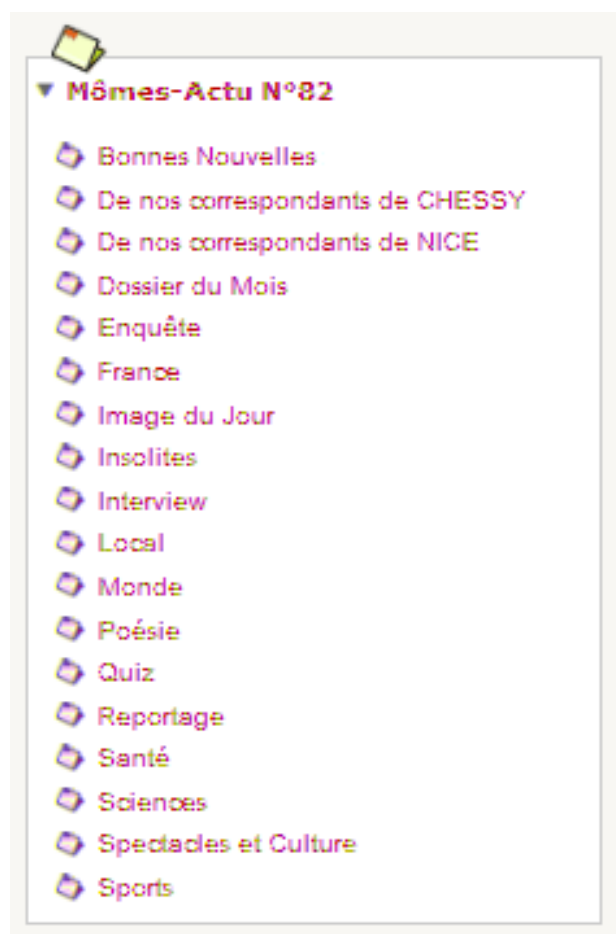 Mômes-Actu N°82
Bonnes Nouvelles
De nos correspondants de CHESSY
De nos correspondants de NICE
Dossier du Mois
Enquête
France
Image du Jour
Insolites
Interview
Local
Monde
Poésie
Quiz
Reportage
Santé
Sciences
Spectacles et Culture
Sports